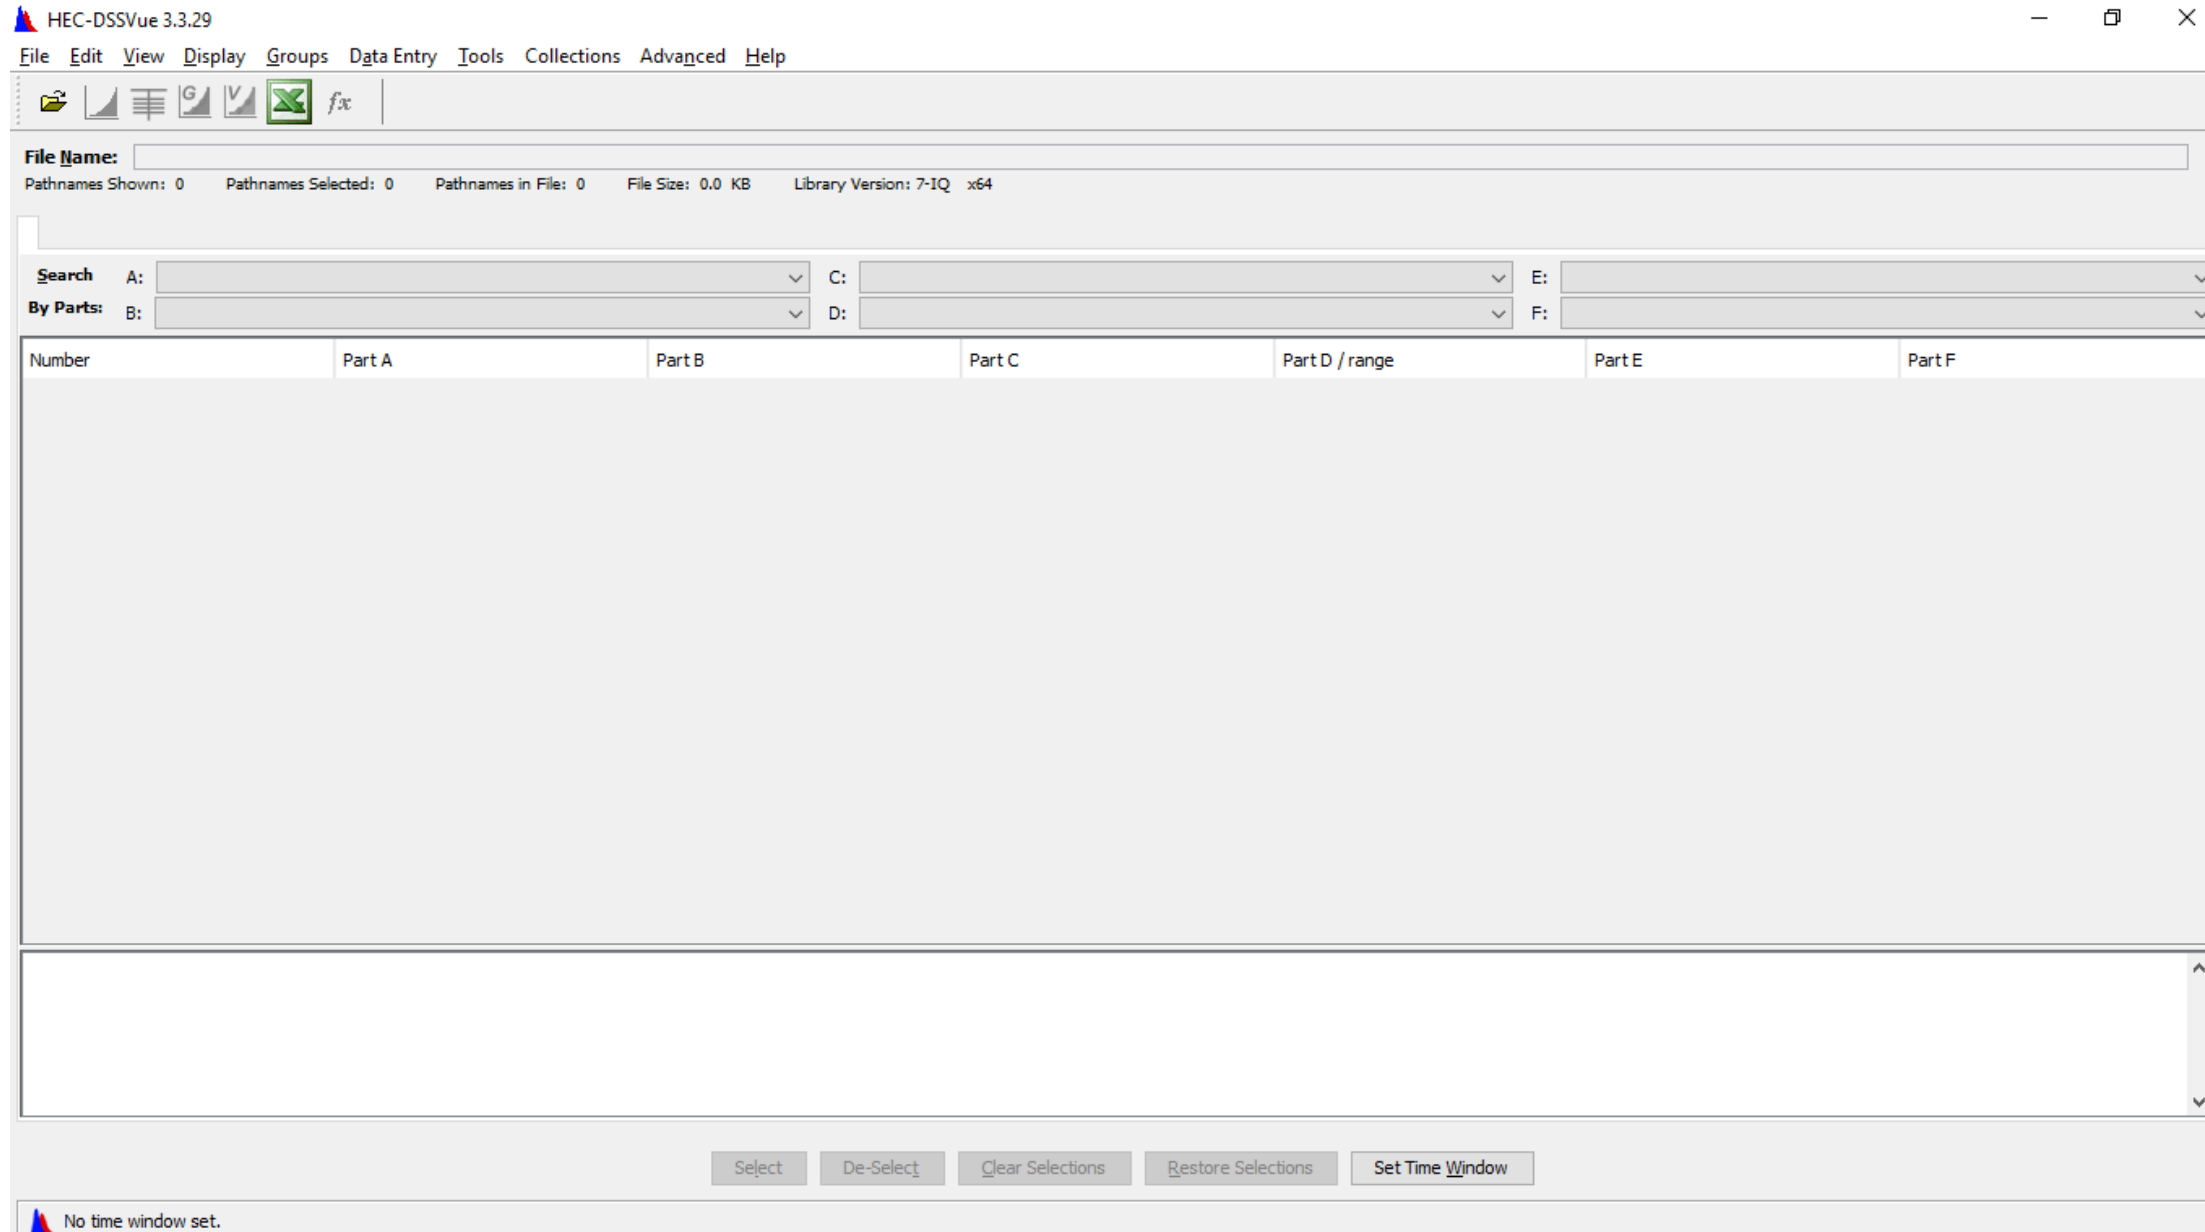 HEC-DSSVue 3.3.29
File Edit View Display Groups Data Entry Tools Collections Advanced Help
G V fx
File Name:
Pathnames Shown: 0 Pathnames Selected: 0 Pathnames in File: 0 File Size: 0.0 KB Library Version: 7-IQ x64
Search A: C: E:
By Parts: B: D: F:
Number Part A Part B Part C Part D / range Part E Part F
Select De-Select Clear Selections Restore Selections Set Time Window
No time window set.